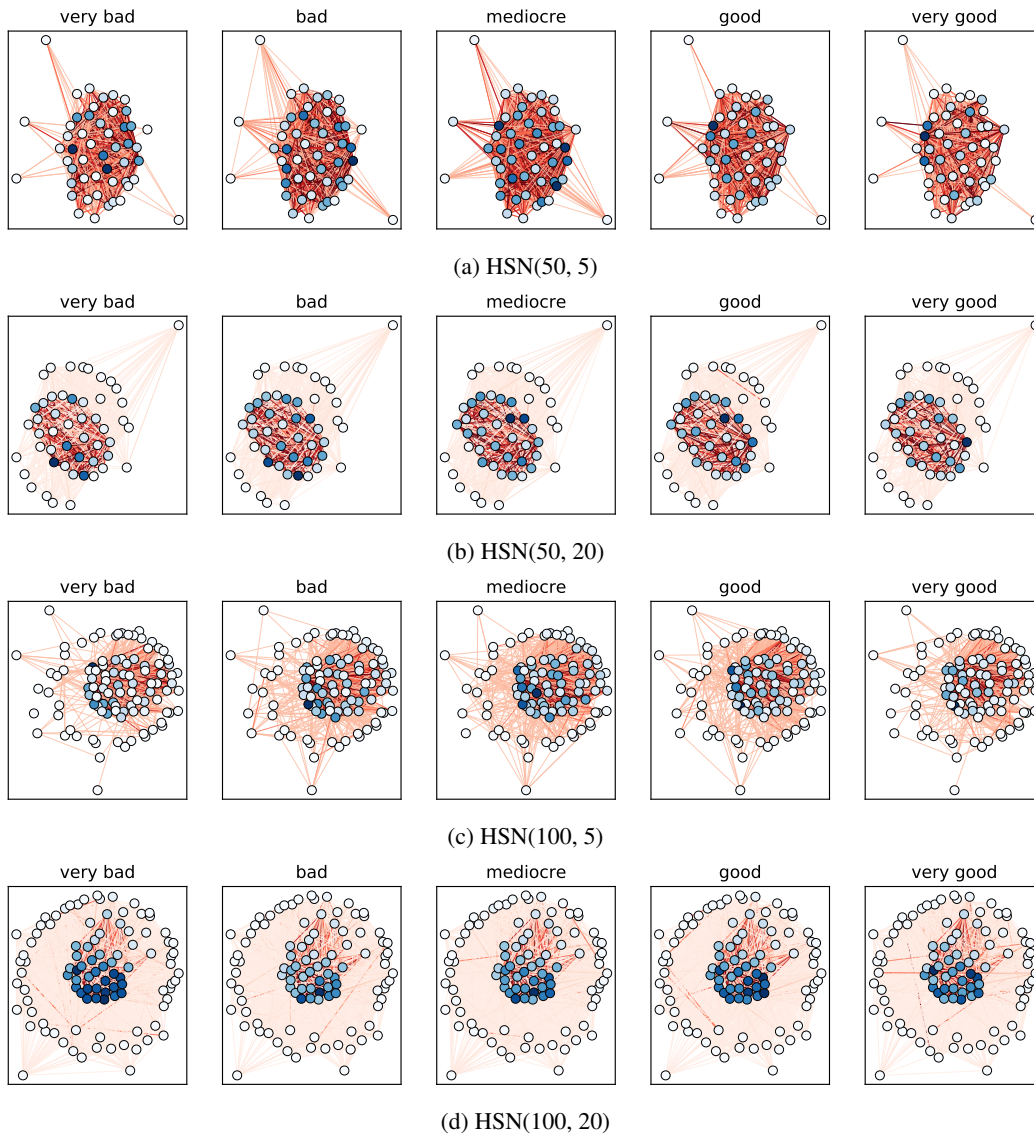 very bad bad mediocre good very good
(a) HSN(50, 5)
very bad bad mediocre good very good
(b) HSN(50, 20)
very bad bad mediocre good very good
(c) HSN(100, 5)
very bad bad mediocre good very good
(d) HSN(100, 20)